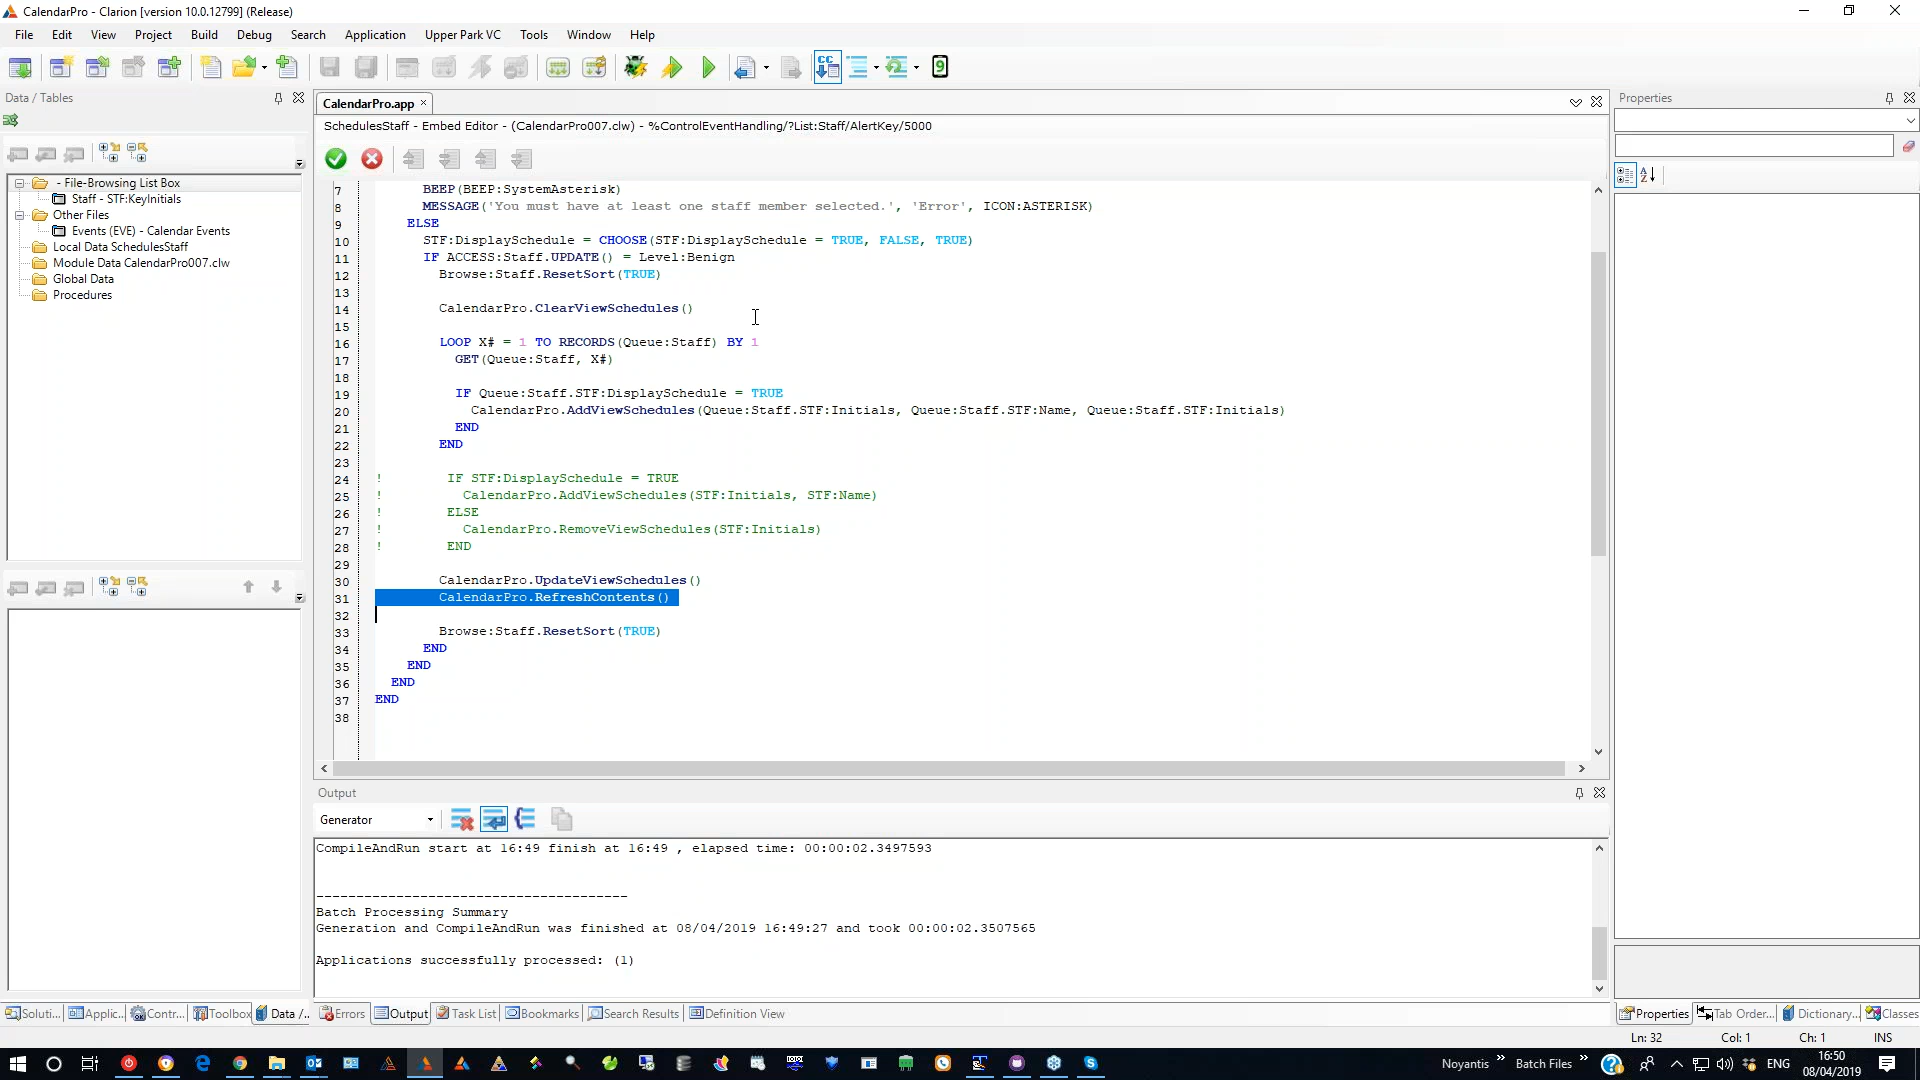 CalendarPro - Clarion [version 10.0.12799] (Release)
File Edit View Project Build Debug Search Application Upper Park VC Tools Window Help
Data / Tables
- File-Browsing List Box
Staff - STF:KeyInitials
Other Files
Events (EVE) - Calendar Events
Local Data SchedulesStaff
Module Data CalendarPro007.clw
Global Data
Procedures
CalendarPro.app
SchedulesStaff - Embed Editor - (CalendarPro007.clw) - %ControlEventHandling/?List:Staff/AlertKey/5000
7 BEEP(BEEP:SystemAsterisk)
8 MESSAGE('You must have at least one staff member selected.', 'Error', ICON:ASTERISK)
9 ELSE
10 STF:DisplaySchedule = CHOOSE(STF:DisplaySchedule = TRUE, FALSE, TRUE)
11 IF ACCESS:Staff.UPDATE() = Level:Benign
12 Browse:Staff.ResetSort(TRUE)
13
14 CalendarPro.ClearViewSchedules()
15
16 LOOP X# = 1 TO RECORDS(Queue:Staff) BY 1
17 GET(Queue:Staff, X#)
18
19 IF Queue:Staff.STF:DisplaySchedule = TRUE
20 CalendarPro.AddViewSchedules(Queue:Staff.STF:Initials, Queue:Staff.STF:Name, Queue:Staff.STF:Initials)
21 END
22 END
23
24 ! IF STF:DisplaySchedule = TRUE
25 ! CalendarPro.AddViewSchedules(STF:Initials, STF:Name)
26 ! ELSE
27 ! CalendarPro.RemoveViewSchedules(STF:Initials)
28 ! END
29
30 CalendarPro.UpdateViewSchedules()
31 CalendarPro.RefreshContents()
32
33 Browse:Staff.ResetSort(TRUE)
34 END
35 END
36 END
37 END
38
Output
Generator
CompileAndRun start at 16:49 finish at 16:49 , elapsed time: 00:00:02.3497593
---------------------------------------
Batch Processing Summary
Generation and CompileAndRun was finished at 08/04/2019 16:49:27 and took 00:00:02.3507565
Applications successfully processed: (1)
Properties
Soluti... Applic... Contr... Toolbox Data /... Errors Output Task List Bookmarks Search Results Definition View Properties Tab Order... Dictionary... Classes
Ln: 32 Col: 1 Ch: 1 INS
Noyantis » Batch Files » ENG 16:50
08/04/2019